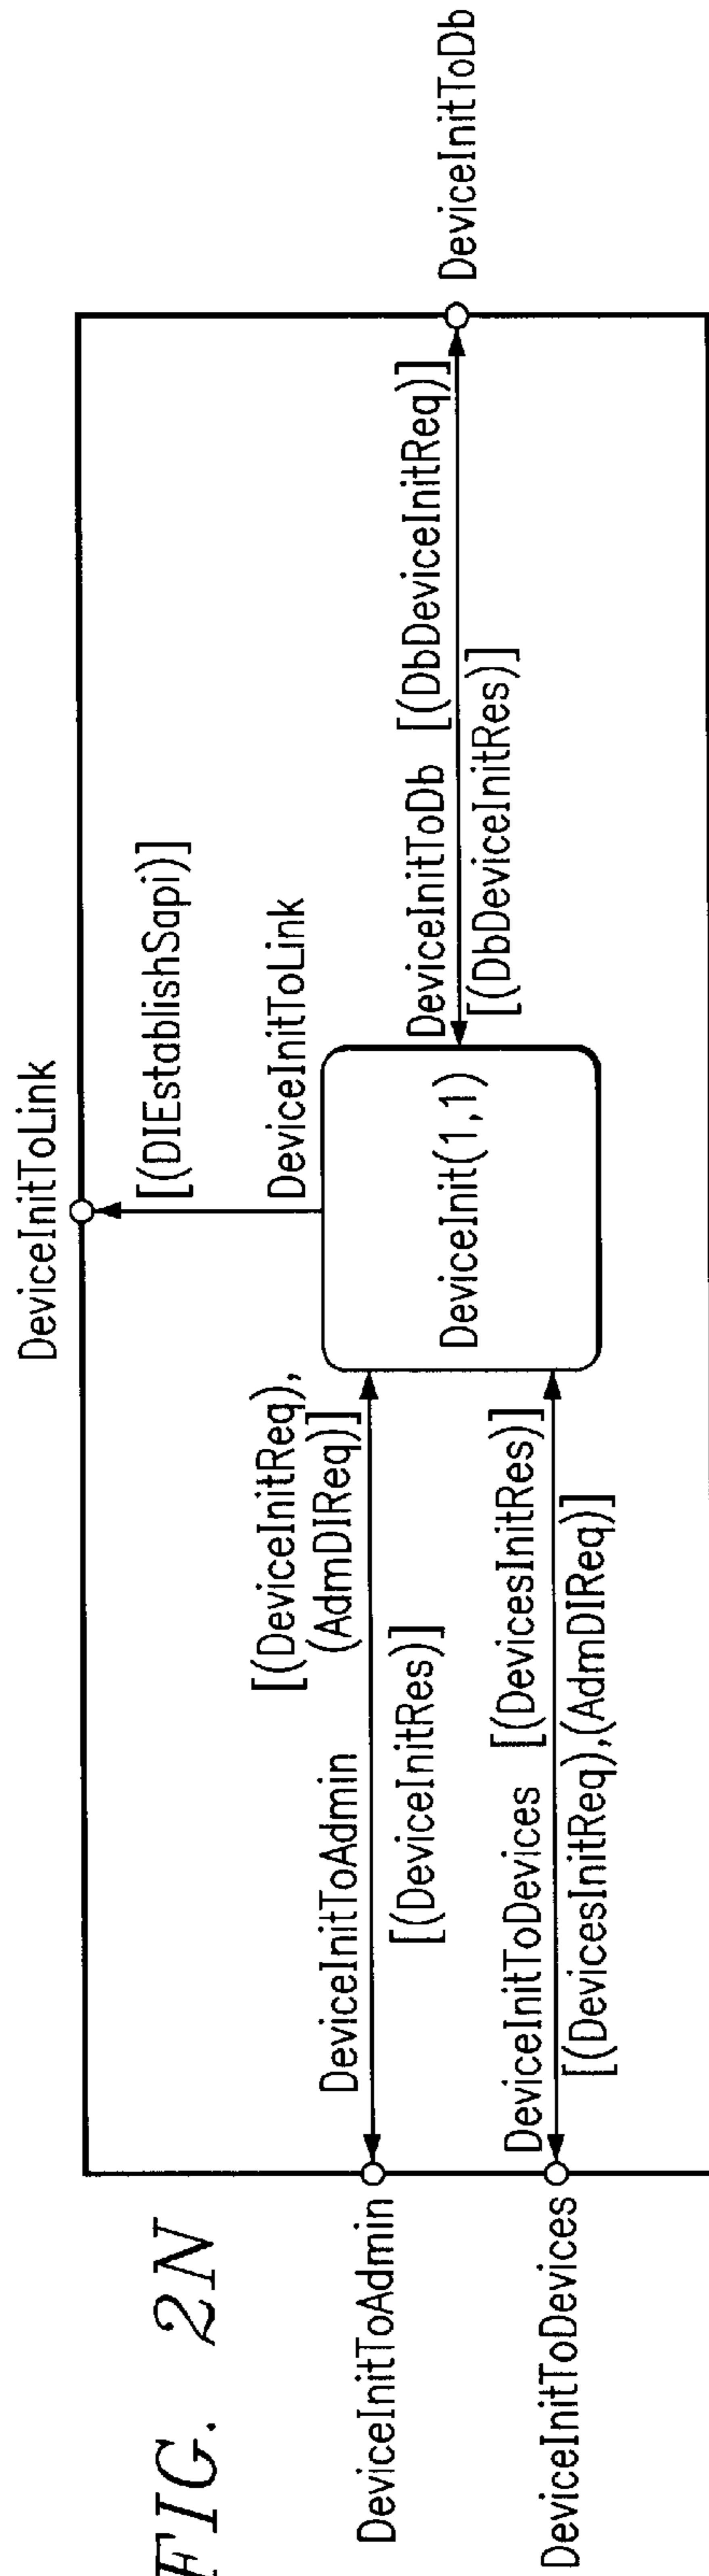 FIG. 2N
DeviceInitToLink
[(DIEstablishSapi)]
DeviceInitToLink
[(DeviceInitReq),
(AdmDIReq)]
DeviceInitToAdmin
DeviceInitToAdmin
[(DeviceInitRes)]
DeviceInit(1,1)
DeviceInitToDb [(DbDeviceInitReq)]
[(DbDeviceInitRes)]
DeviceInitToDb
DeviceInitToDevices [(DevicesInitRes)]
DeviceInitToDevices
[(DevicesInitReq),(AdmDIReq)]